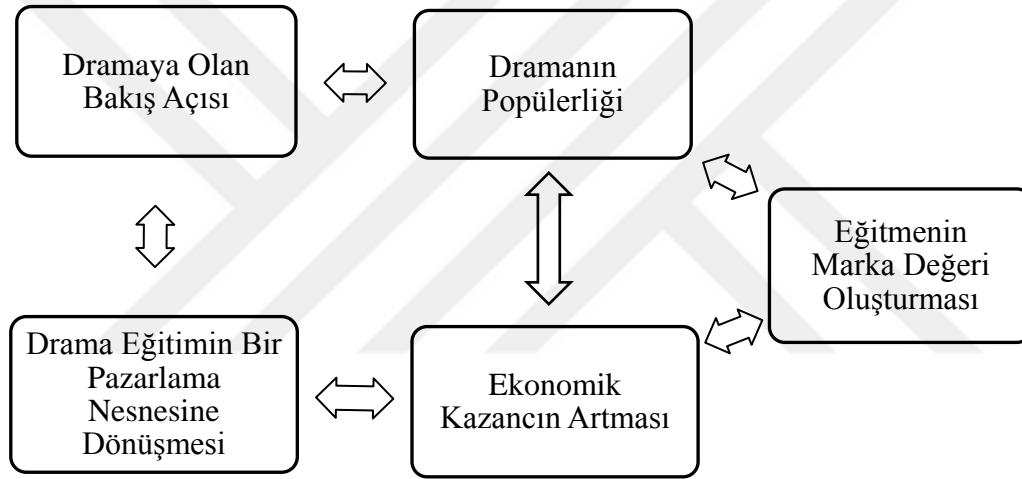 Dramaya Olan
Bakış Açısı
Dramanın
Popülerliği
Eğitmenin
Marka Değeri
Oluşturması
Drama Eğitimin Bir
Pazarlama
Nesnesine
Dönüşmesi
Ekonomik
Kazancın Artması